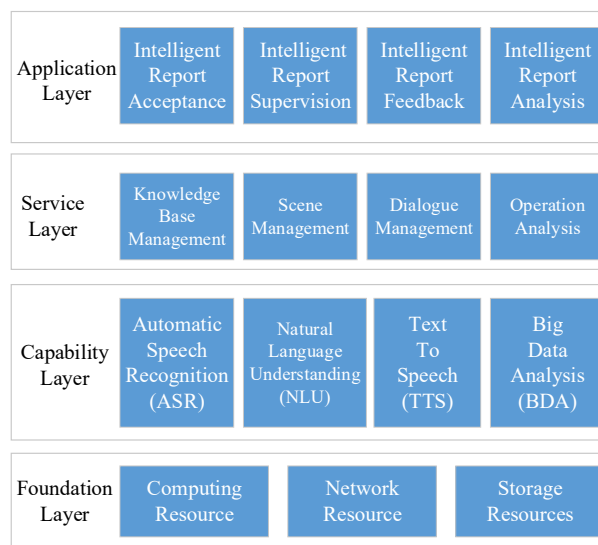 Application
Layer
Intelligent
Report
Acceptance
Intelligent
Report
Supervision
Intelligent
Report
Feedback
Intelligent
Report
Analysis
Service
Layer
Knowledge
Base
Management
Scene
Management
Dialogue
Management
Operation
Analysis
Capability
Layer
Automatic
Speech
Recognition
(ASR)
Natural
Language
Understanding
(NLU)
Text
To
Speech
(TTS)
Big
Data
Analysis
(BDA)
Foundation
Layer
Computing
Resource
Network
Resource
Storage
Resources